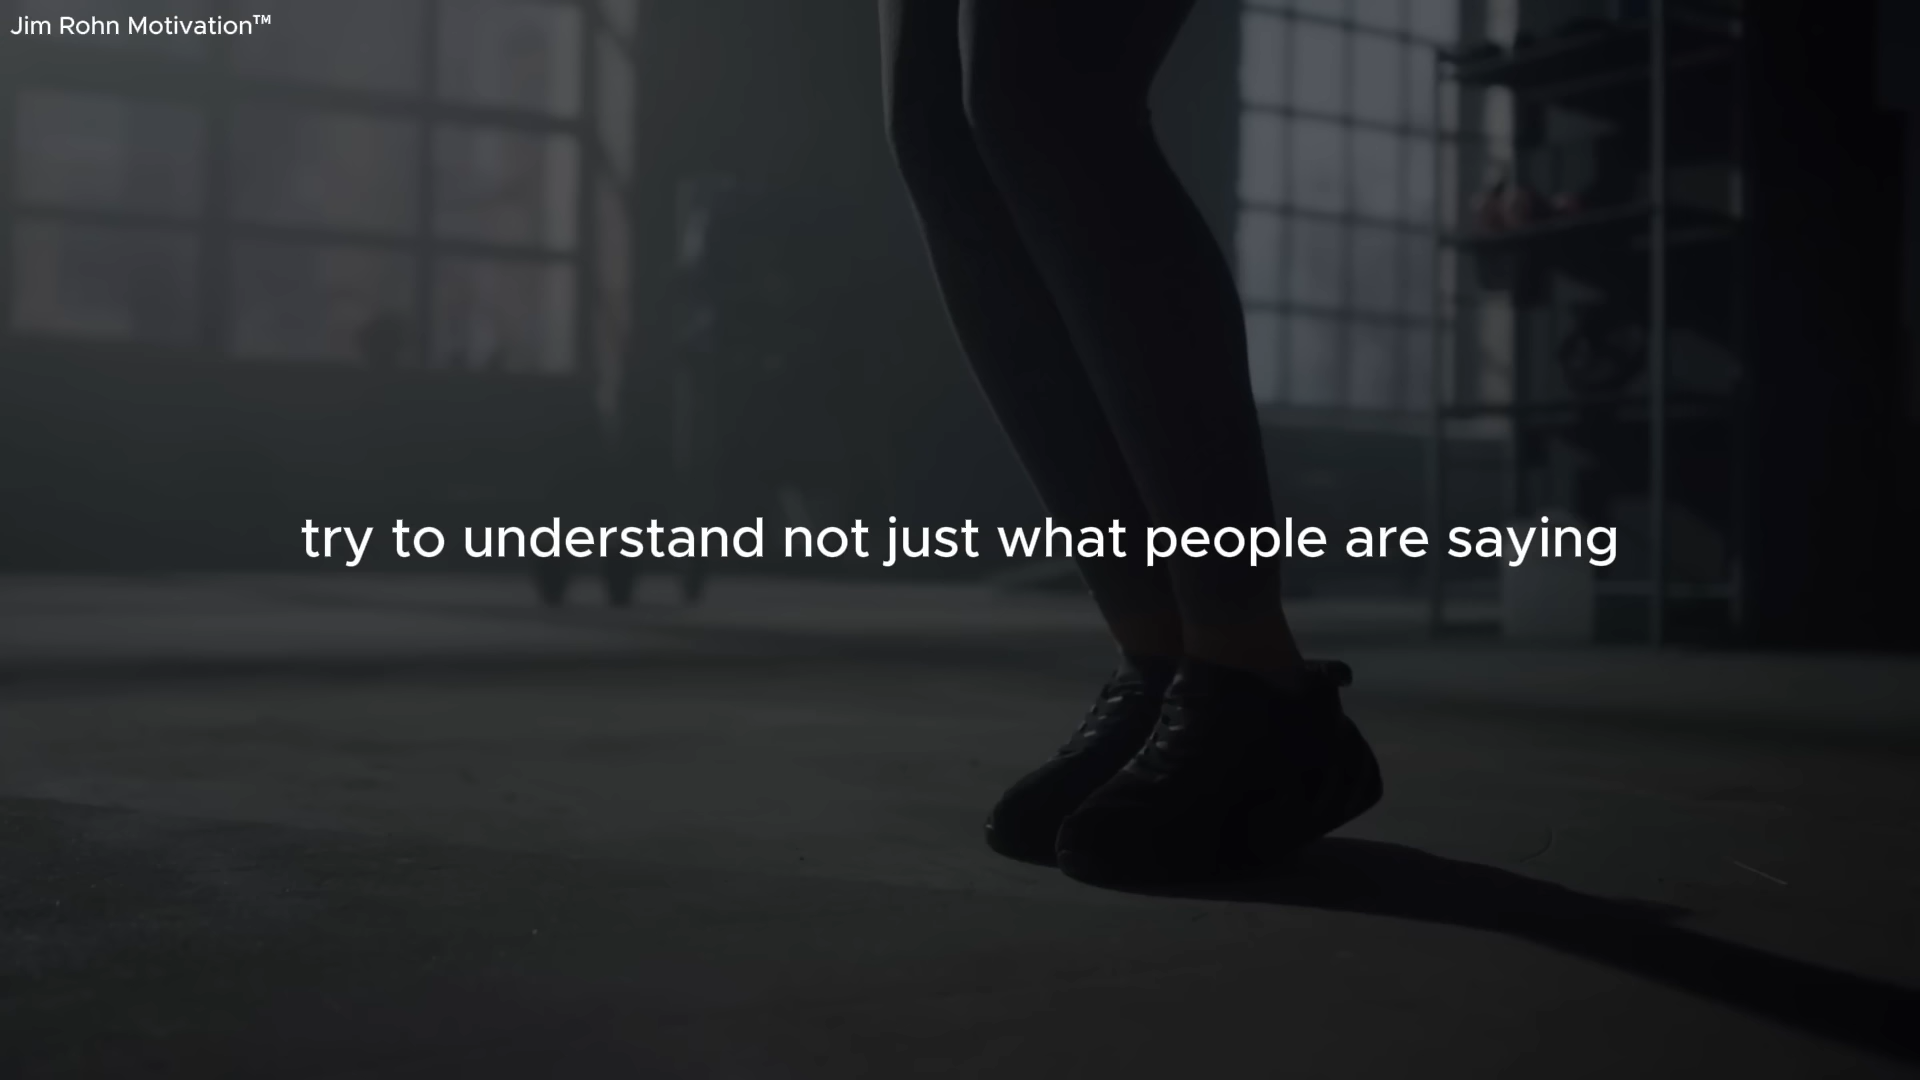 Jim Rohn Motivation™
try to understand not just what people are saying